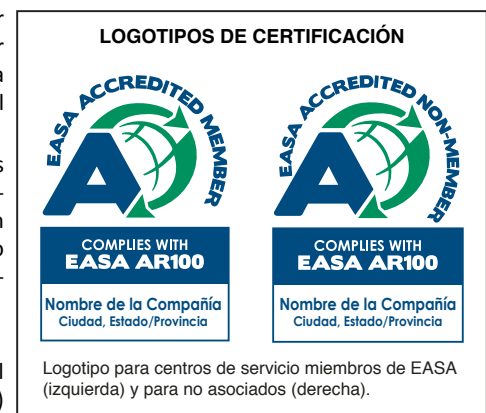 LOGOTIPOS DE CERTIFICACIÓN
EASA ACCREDITED MEMBER
A
COMPLIES WITH
EASA AR100
Nombre de la Compañía
Ciudad, Estado/Provincia
EASA ACCREDITED NON-MEMBER
A
COMPLIES WITH
EASA AR100
Nombre de la Compañía
Ciudad, Estado/Provincia
Logotipo para centros de servicio miembros de EASA
(izquierda) y para no asociados (derecha).